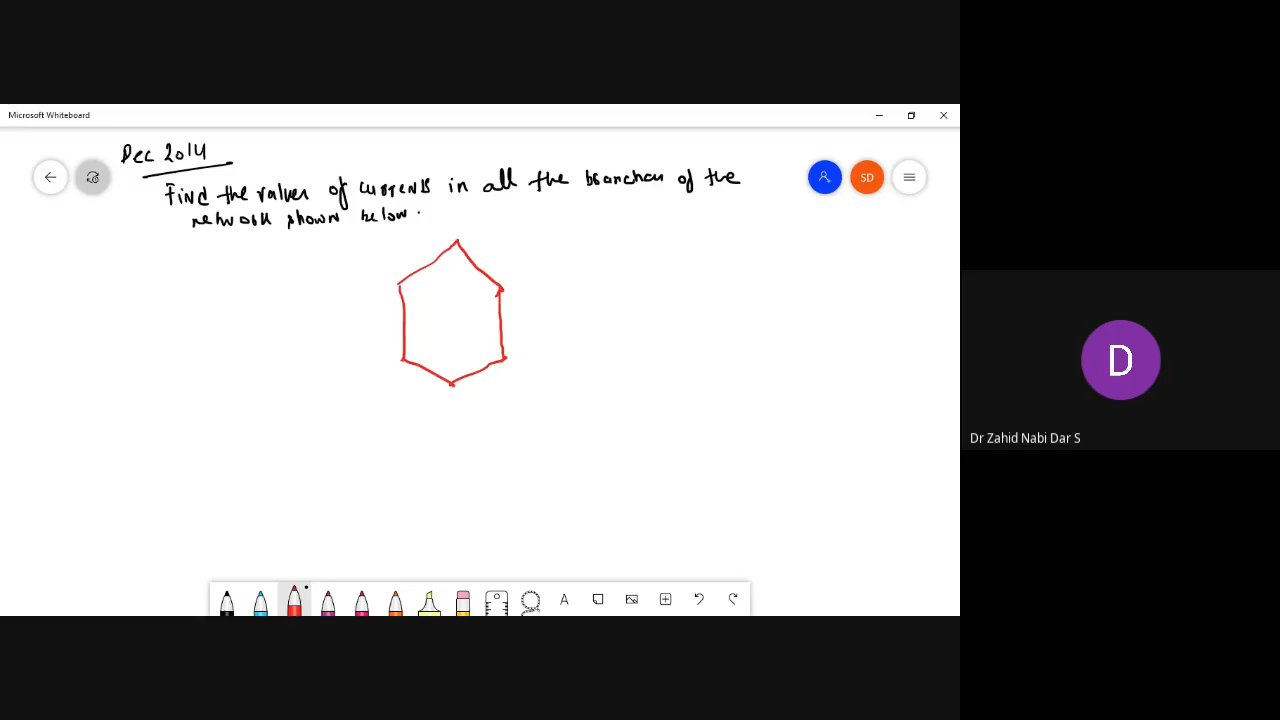 Microsoft Whiteboard
Dec 2014
SD
Find the values of currents in all the branches of the
network shown below.
D
Dr Zahid Nabi Dar S
A